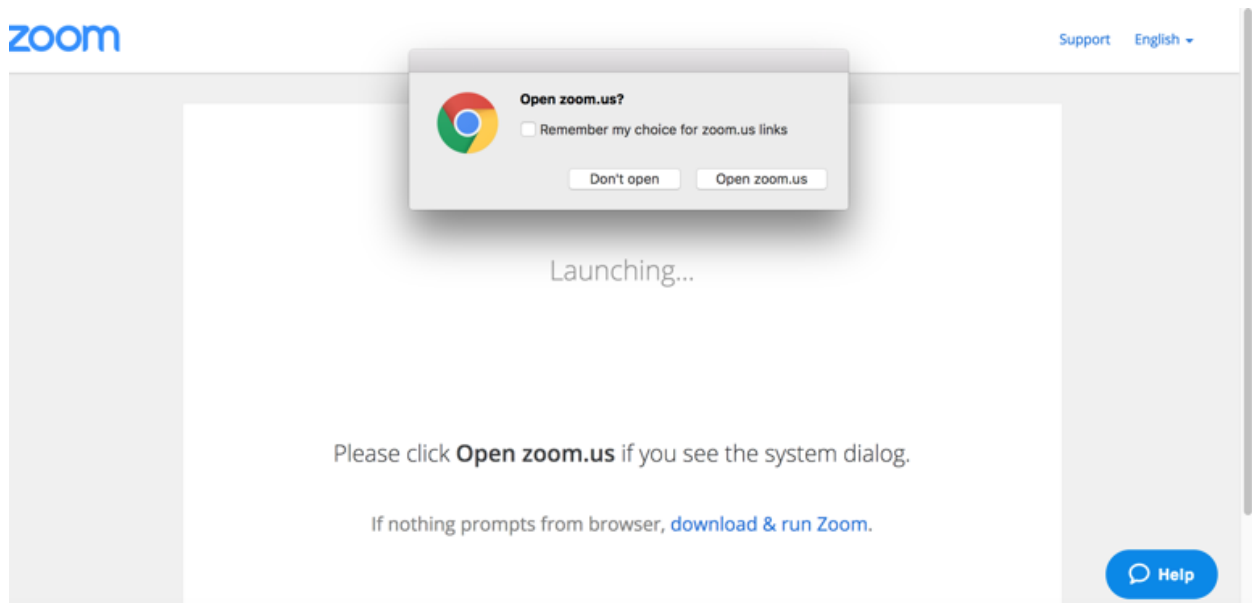 zoom
Support English
Open zoom.us?
Remember my choice for zoom.us links
Don't open Open zoom.us
Launching...
Please click Open zoom.us if you see the system dialog.
If nothing prompts from browser, download & run Zoom.
Help